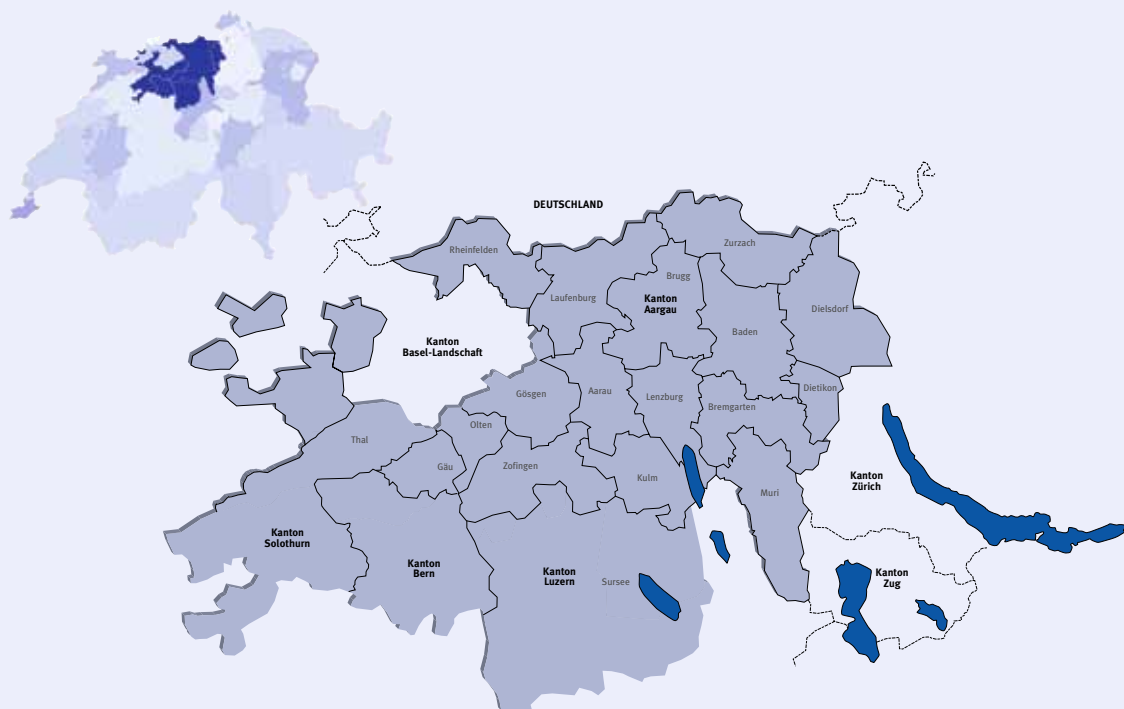 DEUTSCHLAND
Zurzach
Rheinfelden
Brugg
Laufenburg
Kanton
Aargau
Dielsdorf
Baden
Kanton
Basel-Landschaft
Dietikon
Gösgen
Aarau
Lenzburg
Bremgarten
Olten
Thal
Gäu
Zofingen
Kulm
Kanton
Zürich
Muri
Kanton
Solothurn
Kanton
Bern
Kanton
Luzern
Sursee
Kanton
Zug